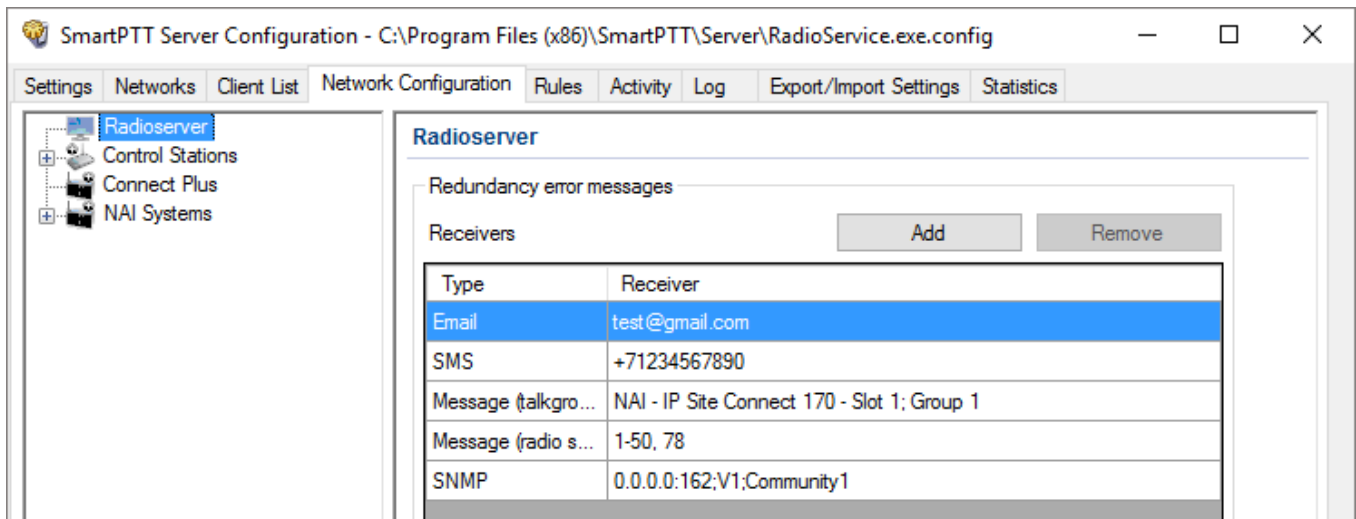 SmartPTT Server Configuration - C:\Program Files (x86)\SmartPTT\Server\RadioService.exe.config
Settings Networks Client List Network Configuration Rules Activity Log Export/Import Settings Statistics
Radioserver
Control Stations
Connect Plus
NAI Systems
Radioserver
Redundancy error messages
Receivers Add Remove
Type Receiver
Email test@gmail.com
SMS +71234567890
Message (talkgro... NAI - IP Site Connect 170 - Slot 1; Group 1
Message (radio s... 1-50, 78
SNMP 0.0.0.0:162;V1;Community1